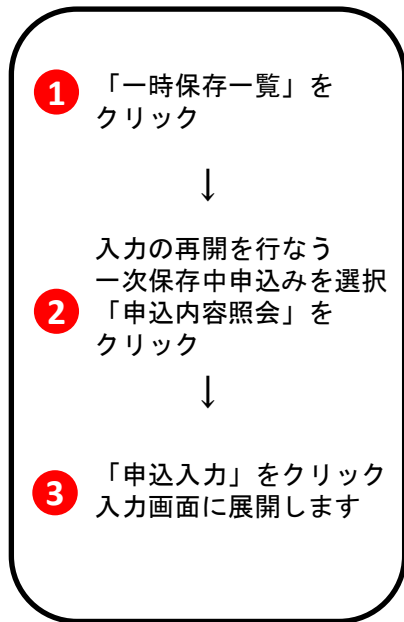 1
「一時保存一覧」を
クリック
↓
入力の再開を行なう
一次保存中申込みを選択
2
「申込内容照会」を
クリック
↓
3
「申込入力」をクリック
入力画面に展開します